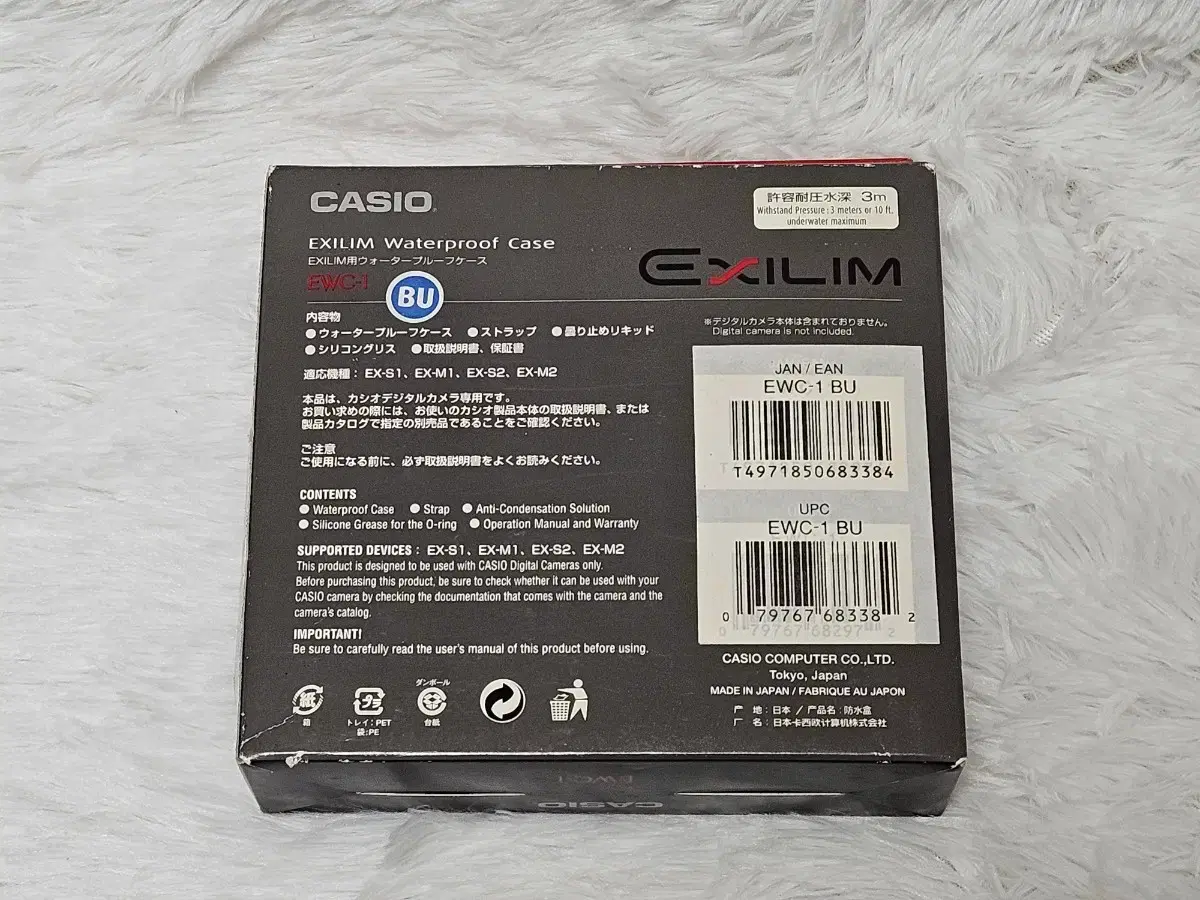 CASIO
許容耐圧水深 3m
Withstand Pressure : 3 meters or 10 ft.
underwater maximum
EXILIM Waterproof Case
EXILIM用ウォータープルーフケース
EXILIM
EWC-1
BU
内容物
●ウォータープルーフケース ●ストラップ ●曇り止めリキッド
●シリコングリス ●取扱説明書、保証書
適応機種： EX-S1、EX-M1、EX-S2、EX-M2
本品は、カシオデジタルカメラ専用です。
お買い求めの際には、お使いのカシオ製品本体の取扱説明書、または
製品カタログで指定の別売品であることをご確認ください。
ご注意
ご使用になる前に、必ず取扱説明書をよくお読みください。
CONTENTS
● Waterproof Case ● Strap ● Anti-Condensation Solution
● Silicone Grease for the O-ring ● Operation Manual and Warranty
SUPPORTED DEVICES : EX-S1、EX-M1、EX-S2、EX-M2
This product is designed to be used with CASIO Digital Cameras only.
Before purchasing this product, be sure to check whether it can be used with your
CASIO camera by checking the documentation that comes with the camera and the
camera's catalog.
IMPORTANT!
Be sure to carefully read the user's manual of this product before using.
※デジタルカメラ本体は含まれておりません。
Digital camera is not included.
JAN / EAN
EWC-1 BU
T4971850683384
UPC
EWC-1 BU
0 79767 68338 2
0 79767 68297 2
CASIO COMPUTER CO.,LTD.
Tokyo, Japan
MADE IN JAPAN / FABRIQUE AU JAPON
产 地：日本 / 产品名：防水盒
厂 名：日本卡西欧计算机株式会社
紙
箱
プラ
トレイ：PET
袋：PE
ダンボール
台紙
EWC-1
CASIO